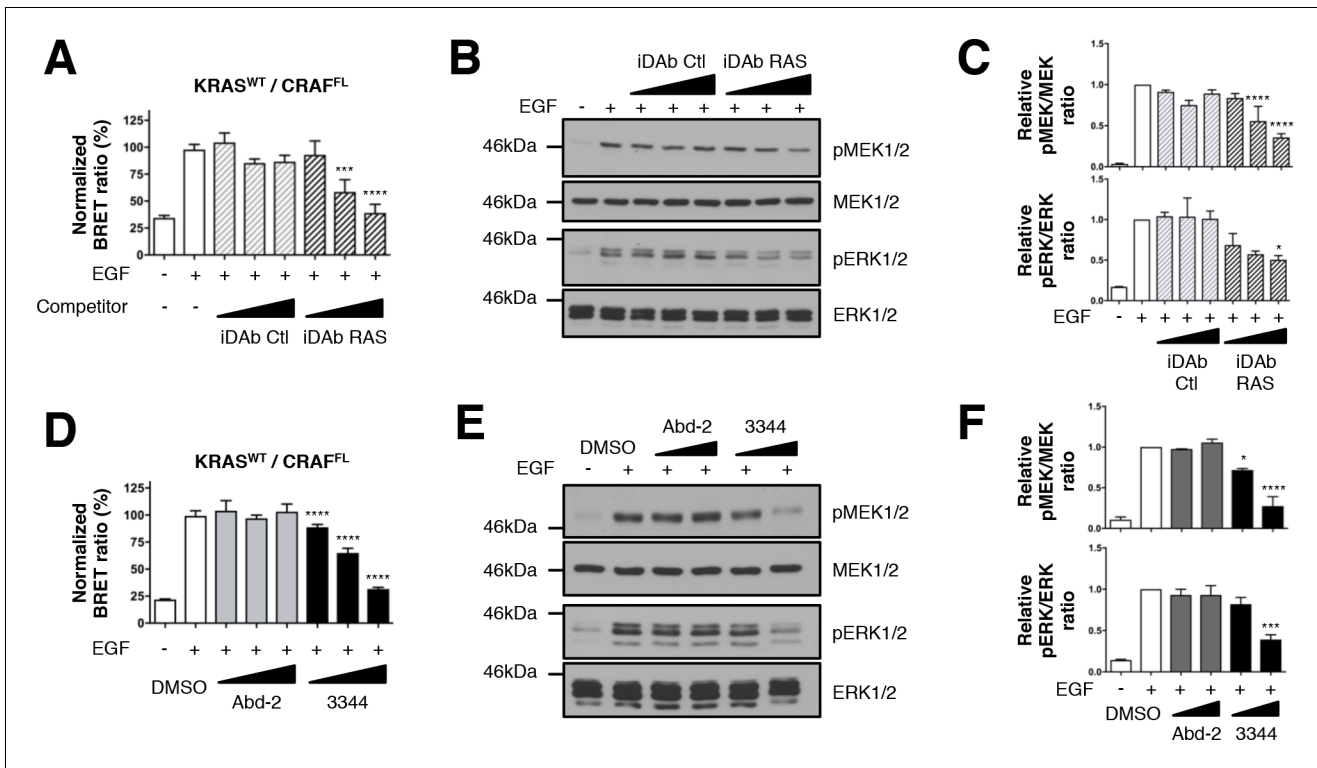 A
KRASWT / CRAFFL
Normalized
BRET ratio (%)
125
100
75
50
25
0
***
****
EGF - + + + + + + +
Competitor - -
iDAb Ctl iDAb RAS
B
iDAb Ctl iDAb RAS
EGF - + + + + + + +
46kDa pMEK1/2
46kDa MEK1/2
46kDa pERK1/2
46kDa ERK1/2
C
Relative
pMEK/MEK
ratio
1.5
1.0
0.5
0.0
****
****
Relative
pERK/ERK
ratio
1.5
1.0
0.5
0.0
*
EGF - + + + + + + +
iDAb iDAb
Ctl RAS
D
KRASWT / CRAFFL
Normalized
BRET ratio (%)
125
100
75
50
25
0
****
****
****
EGF - + + + + + + +
DMSO
Abd-2 3344
E
Abd-2 3344
DMSO
EGF - + + + + +
46kDa pMEK1/2
46kDa MEK1/2
46kDa pERK1/2
46kDa ERK1/2
F
Relative
pMEK/MEK
ratio
1.5
1.0
0.5
0.0
*
****
Relative
pERK/ERK
ratio
1.5
1.0
0.5
0.0
***
EGF - + + + + +
DMSO
Abd-2 3344